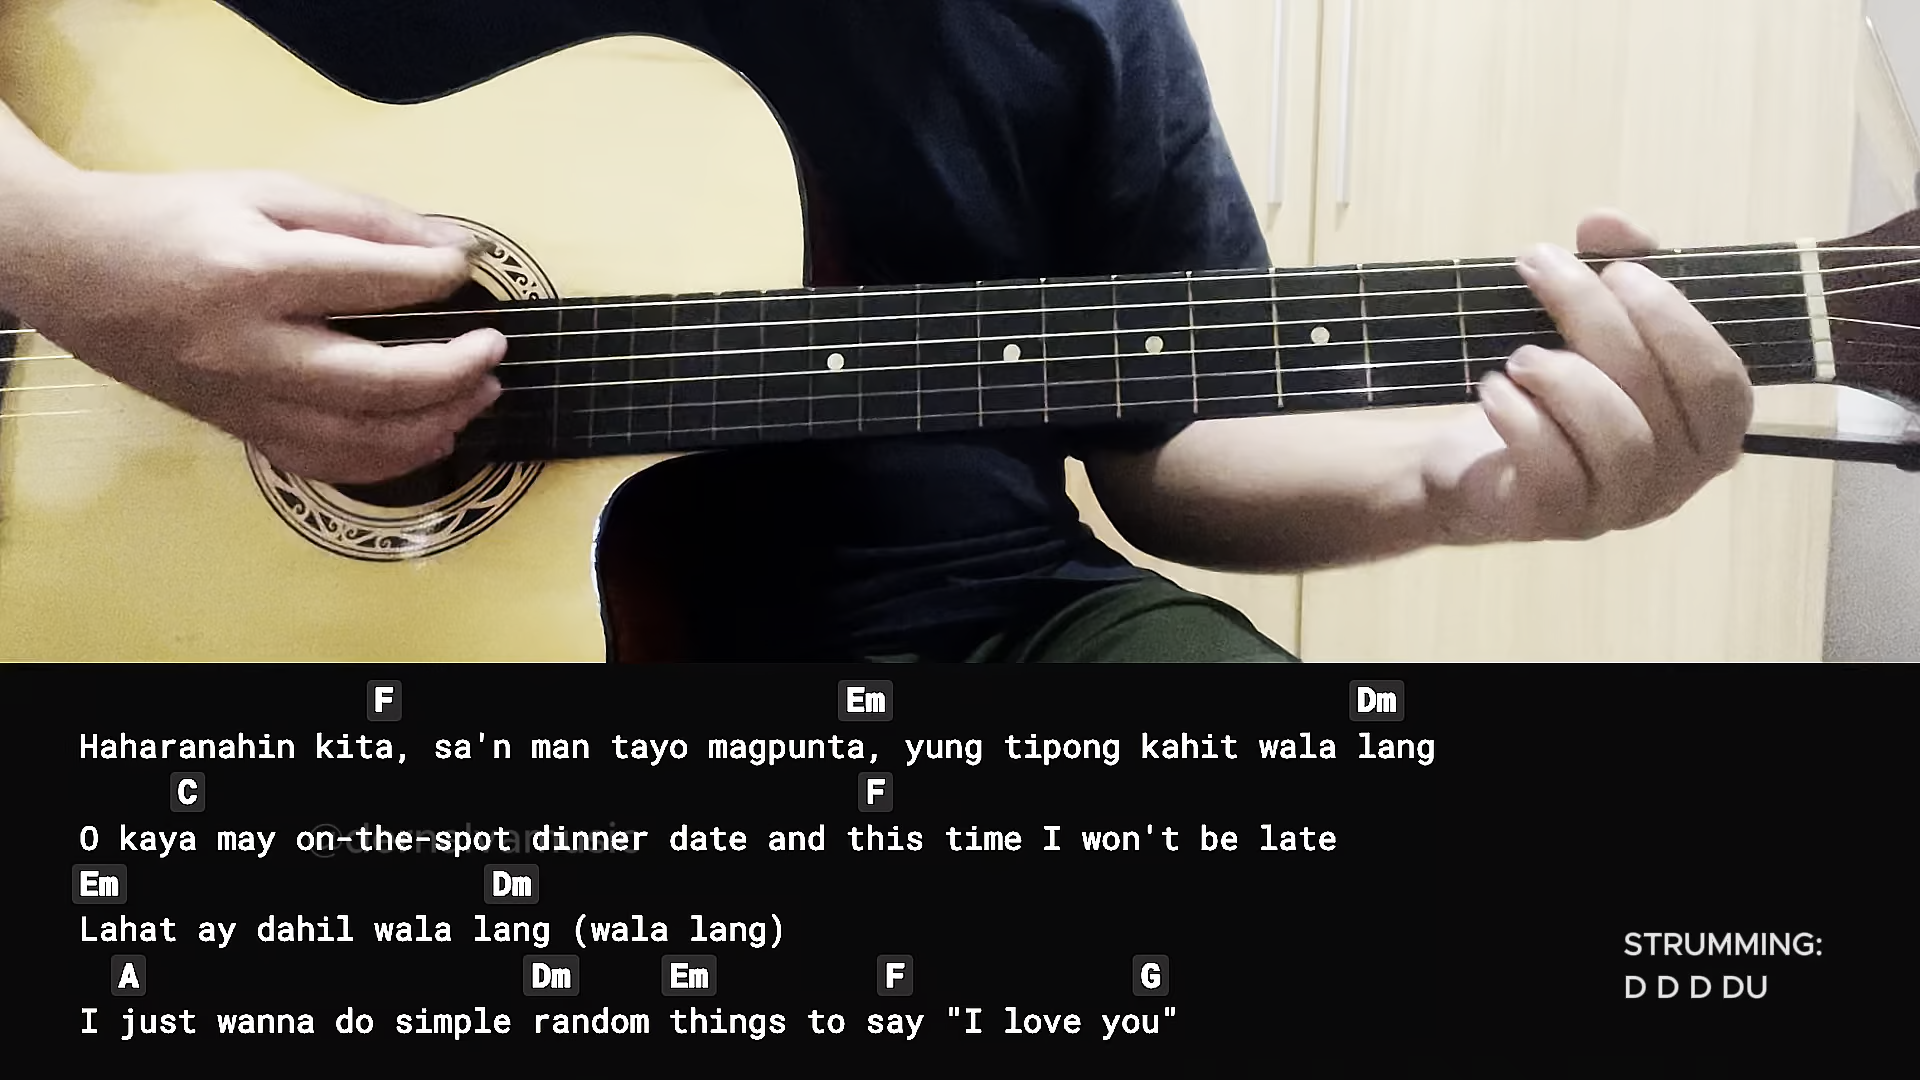 F Em Dm
Haharanahin kita, sa'n man tayo magpunta, yung tipong kahit wala lang
C F
O kaya may on-the-spot dinner date and this time I won't be late
Em Dm
Lahat ay dahil wala lang (wala lang)
A Dm Em F G
I just wanna do simple random things to say "I love you"
STRUMMING:
D D D DU